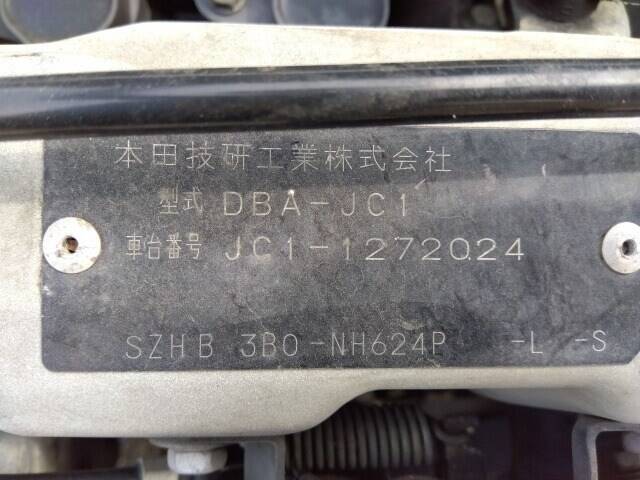 本田技研工業株式会社
型式 DBA-JC1
車台番号 JC1-1272024
SZHB 3B0-NH624P -L -S